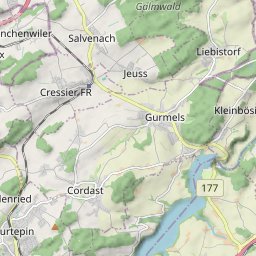 Galmwald
nchenwiler
Salvenach
Liebistorf
x
Jeuss
Cressier FR
Kleinbösi
Gurmels
177
Cordast
nried
urtepin